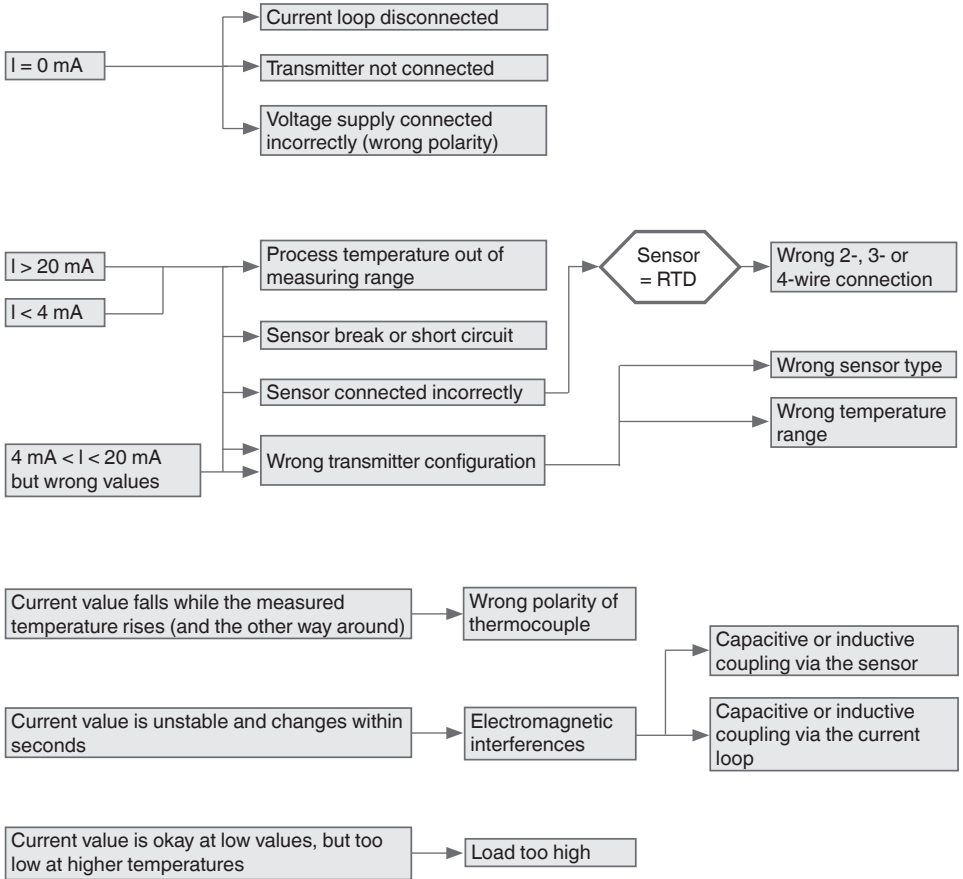 I = 0 mA
Current loop disconnected
Transmitter not connected
Voltage supply connected
incorrectly (wrong polarity)
I > 20 mA
I < 4 mA
4 mA < I < 20 mA
but wrong values
Process temperature out of
measuring range
Sensor break or short circuit
Sensor connected incorrectly
Wrong transmitter configuration
Sensor
= RTD
Wrong 2-, 3- or
4-wire connection
Wrong sensor type
Wrong temperature
range
Current value falls while the measured
temperature rises (and the other way around)
Wrong polarity of
thermocouple
Current value is unstable and changes within
seconds
Electromagnetic
interferences
Capacitive or inductive
coupling via the sensor
Capacitive or inductive
coupling via the current
loop
Current value is okay at low values, but too
low at higher temperatures
Load too high